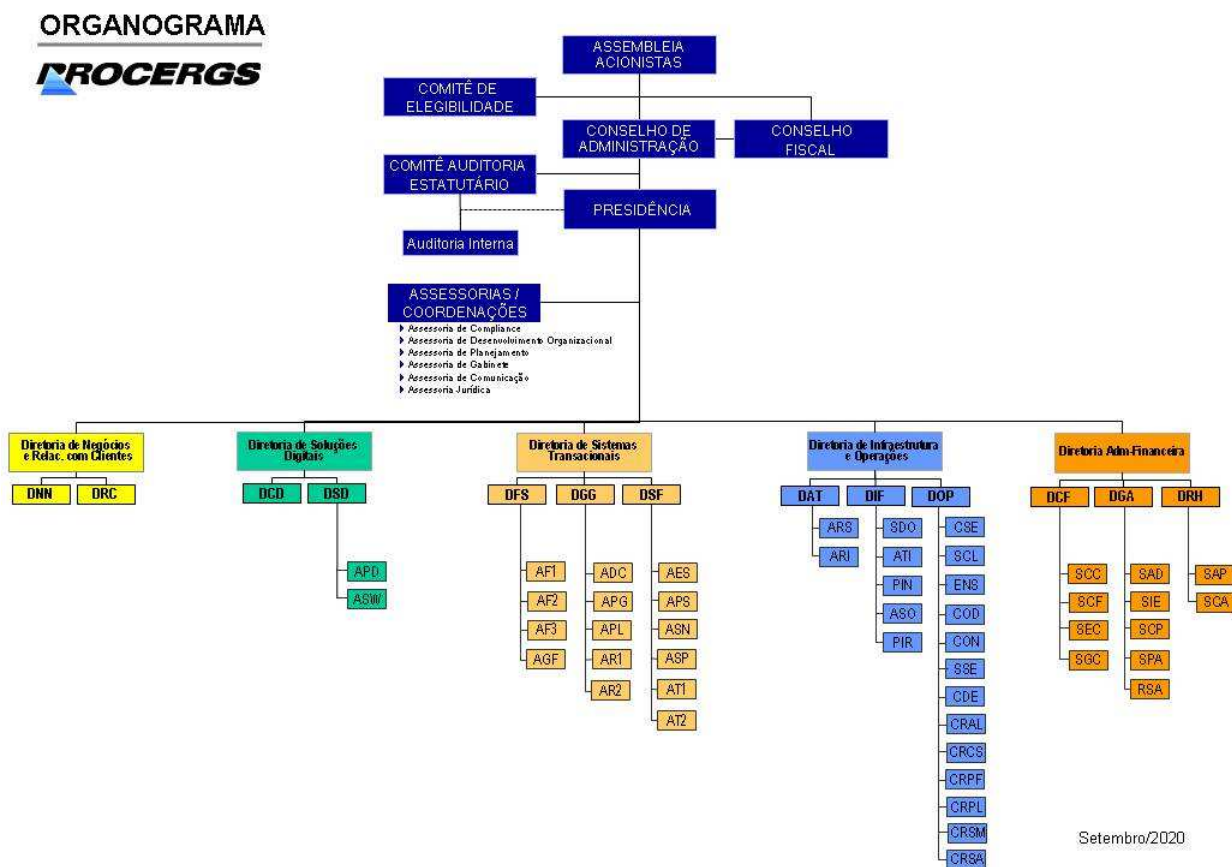 ORGANOGRAMA
PROCERGS
ASSEMBLEIA
ACIONISTAS
COMITÊ DE
ELEGIBILIDADE
CONSELHO DE
ADMINISTRAÇÃO
CONSELHO
FISCAL
COMITÊ AUDITORIA
ESTATUTÁRIO
PRESIDÊNCIA
Auditoria Interna
ASSESSORIAS /
COORDENAÇÕES
Assessoria de Compliance
Assessoria de Desenvolvimento Organizacional
Assessoria de Planejamento
Assessoria de Gabinete
Assessoria de Comunicação
Assessoria Jurídica
Diretoria de Negócios
e Relac. com Clientes
DNN
DRC
Diretoria de Soluções
Digitais
DCD
DSD
APD
ASW
Diretoria de Sistemas
Transacionais
DFS
DGG
DSF
AF1
AF2
AF3
AGF
ADC
APG
APL
AR1
AR2
AES
APS
ASN
ASP
AT1
AT2
Diretoria de Infraestrutura
e Operações
DAT
DIF
DOP
ARS
ARI
SDO
ATI
PIN
ASO
PIR
CSE
SCL
ENS
COD
CON
SSE
CDE
CRAL
CRCS
CRPF
CRPL
CRSM
CRSA
Diretoria Adm-Financeira
DCF
DGA
DRH
SCC
SCF
SEC
SGC
SAD
SIE
SCP
SPA
RSA
SAP
SCA
Setembro/2020